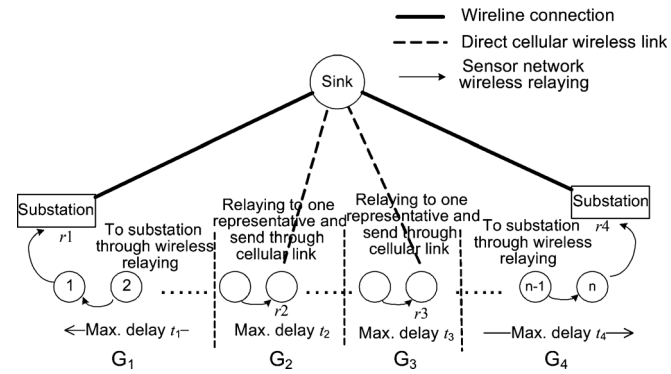 Wireline connection
Direct cellular wireless link
Sensor network
wireless relaying
Sink
Substation
r1
To substation
through wireless
relaying
Relaying to one
representative and
send through
cellular link
Relaying to one
representative and
send through
cellular link
To substation
through wireless
relaying
Substation
r4
1
2
......
r2
......
r3
......
n-1
n
Max. delay t1
Max. delay t2
Max. delay t3
Max. delay t4
G1
G2
G3
G4